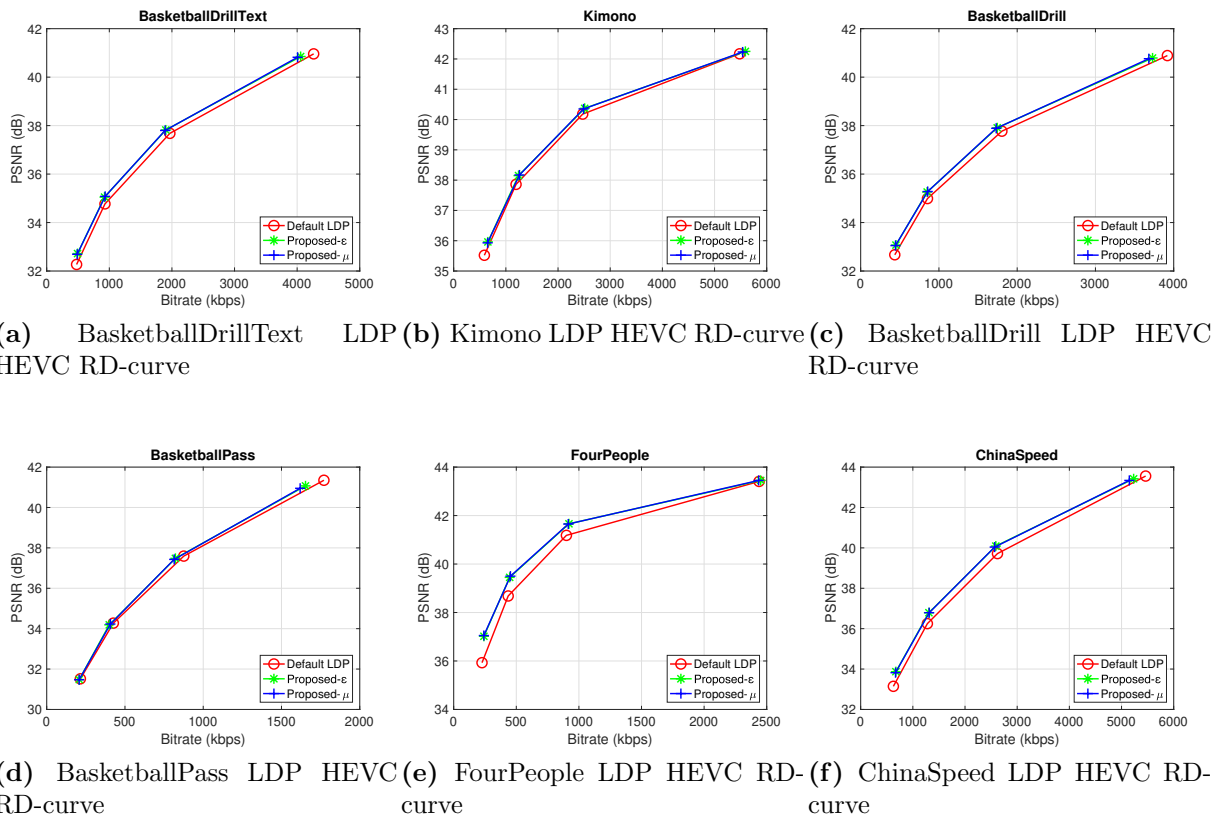 BasketballDrillText
42
40
38
36
34
32
PSNR (dB)
0 1000 2000 3000 4000 5000
Bitrate (kbps)
Default LDP
Proposed-ε
Proposed- μ
(a) BasketballDrillText LDP
HEVC RD-curve
Kimono
43
42
41
40
39
38
37
36
35
PSNR (dB)
0 1000 2000 3000 4000 5000 6000
Bitrate (kbps)
Default LDP
Proposed-ε
Proposed- μ
(b) Kimono LDP HEVC RD-curve
BasketballDrill
42
40
38
36
34
32
PSNR (dB)
0 1000 2000 3000 4000
Bitrate (kbps)
Default LDP
Proposed-ε
Proposed- μ
(c) BasketballDrill LDP HEVC
RD-curve
BasketballPass
42
40
38
36
34
32
30
PSNR (dB)
0 500 1000 1500 2000
Bitrate (kbps)
Default LDP
Proposed-ε
Proposed- μ
(d) BasketballPass LDP HEVC
RD-curve
FourPeople
44
42
40
38
36
34
PSNR (dB)
0 500 1000 1500 2000 2500
Bitrate (kbps)
Default LDP
Proposed-ε
Proposed- μ
(e) FourPeople LDP HEVC RD-
curve
ChinaSpeed
44
42
40
38
36
34
32
PSNR (dB)
0 1000 2000 3000 4000 5000 6000
Bitrate (kbps)
Default LDP
Proposed-ε
Proposed- μ
(f) ChinaSpeed LDP HEVC RD-
curve